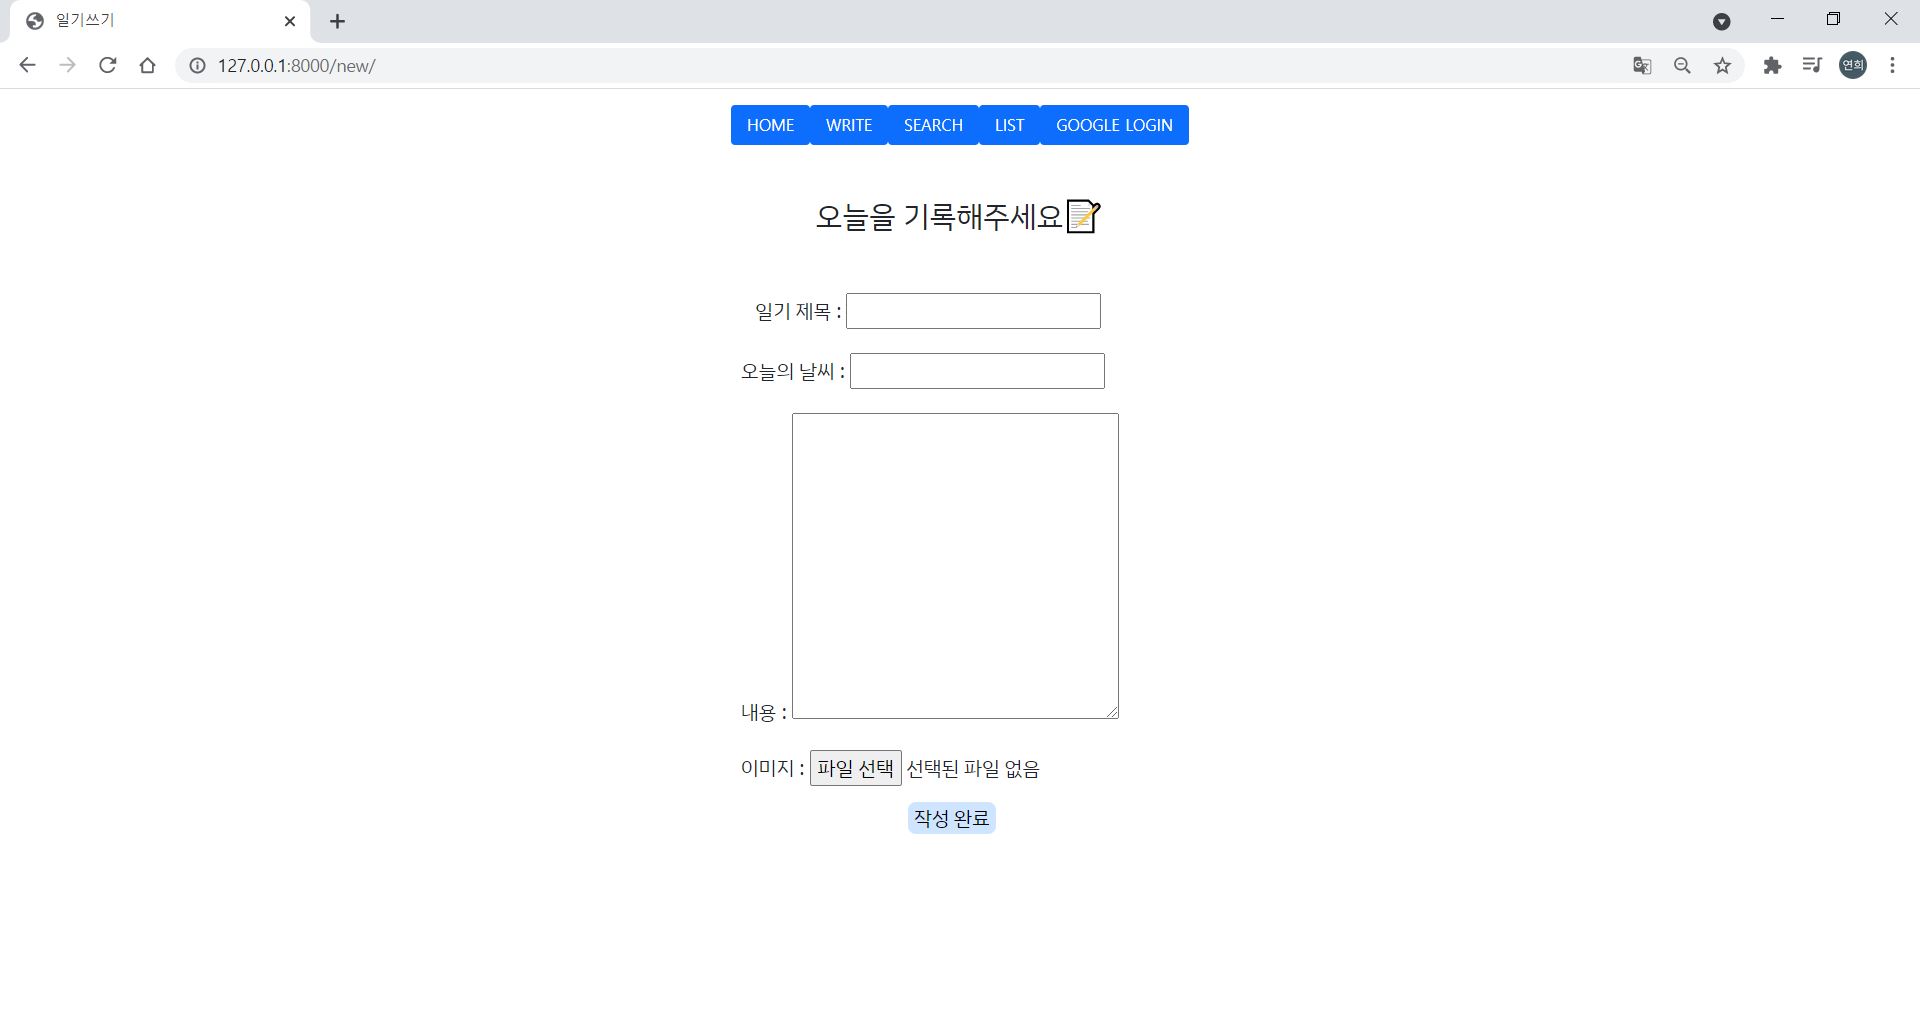 일기쓰기
127.0.0.1:8000/new/
연희
HOME WRITE SEARCH LIST GOOGLE LOGIN
오늘을 기록해주세요📝
일기 제목 :
오늘의 날씨 :
내용 :
이미지 : 파일 선택 선택된 파일 없음
작성 완료